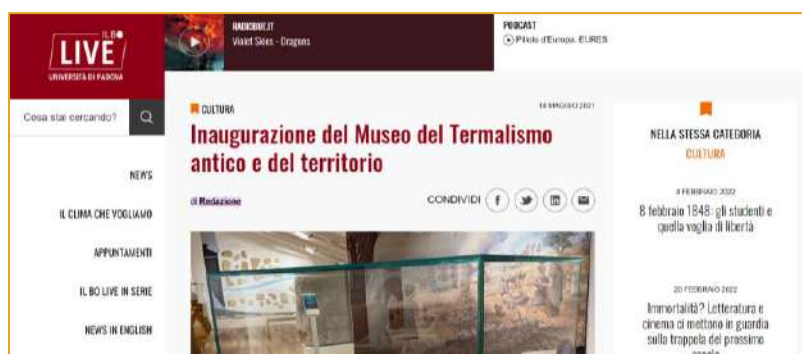 IL BO
LIVE
UNIVERSITÀ DI PADOVA
RADIOBUE.IT
Violet Skies - Dragons
PODCAST
Pillole d'Europa. EURES
Cosa stai cercando?
NEWS
IL CLIMA CHE VOGLIAMO
APPUNTAMENTI
IL BO LIVE IN SERIE
NEWS IN ENGLISH
CULTURA
MAGGIO 2021
Inaugurazione del Museo del Termalismo
antico e del territorio
di Redazione
CONDIVIDI
NELLA STESSA CATEGORIA
CULTURA
8 FEBBRAIO 2022
8 febbraio 1848: gli studenti e
quella voglia di libertà
20 FEBBRAIO 2022
Immortalità? Letteratura e
cinema ci mettono in guardia
sulla trappola del prossimo